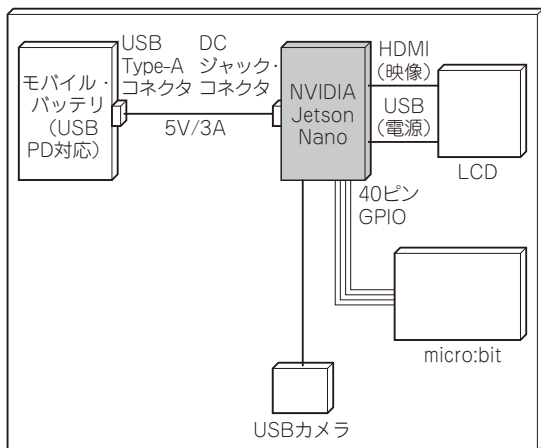 モバイル・
バッテリ
（USB
PD対応）
USB
Type-A
コネクタ
5V/3A
DC
ジャック・
コネクタ
NVIDIA
Jetson
Nano
HDMI
（映像）
USB
（電源）
LCD
40ピン
GPIO
micro:bit
USBカメラ